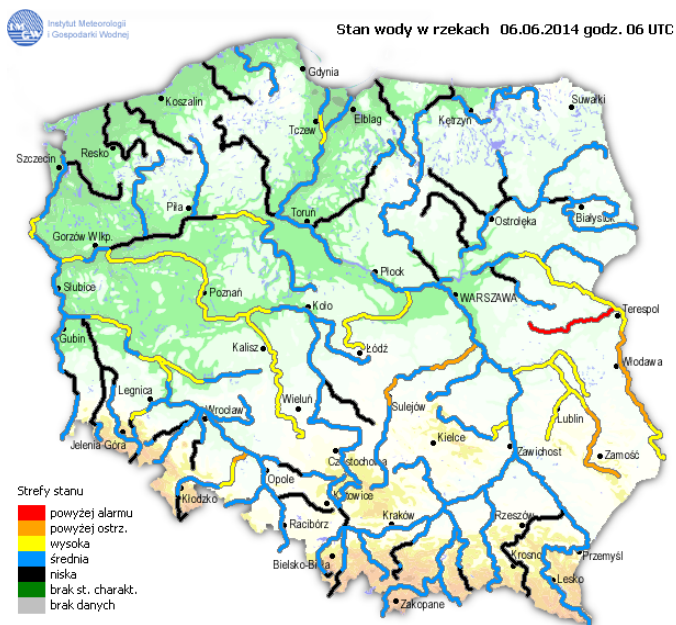 Instytut Meteorologii
i Gospodarki Wodnej
Stan wody w rzekach 06.06.2014 godz. 06 UTC
Gdynia
Koszalin
Suwałki
Tczew
Elbląg
Kętrzyn
Resko
Szczecin
Piła
Toruń
Ostrołęka
Białystok
Gorzów Wlkp.
Płock
Słubice
Poznań
Koło
WARSZAWA
Terespol
Gubin
Kalisz
Łódź
Włodawa
Legnica
Wrocław
Wieluń
Sulejów
Lublin
Jelenia Góra
Kielce
Zawichost
Zamość
Częstochowa
Opole
Kłodzko
Katowice
Racibórz
Kraków
Rzeszów
Bielsko-Biała
Krosno
Przemyśl
Lesko
Zakopane
Strefy stanu
powyżej alarmu
powyżej ostrz.
wysoka
średnia
niska
brak st. charakt.
brak danych